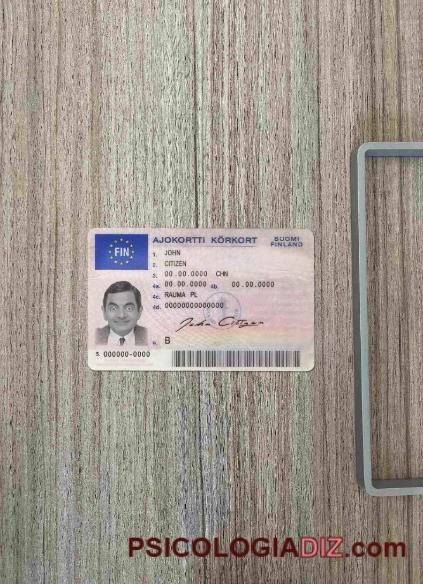 FIN
AJOKORTTI KÖRKORT
SUOMI
FINLAND
1. JOHN
2. CITIZEN
3. 00.00.0000 CHN
4a. 00.00.0000 4b. 00.00.0000
4c. RAUMA PL
4d. 00000000000000
John Citizen
9. B
5. 000000-0000
PSICOLOGIADIZ.com